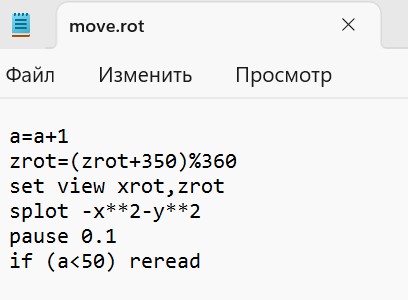 move.rot
Файл Изменить Просмотр
a=a+1
zrot=(zrot+350)%360
set view xrot,zrot
splot -x**2-y**2
pause 0.1
if (a<50) reread